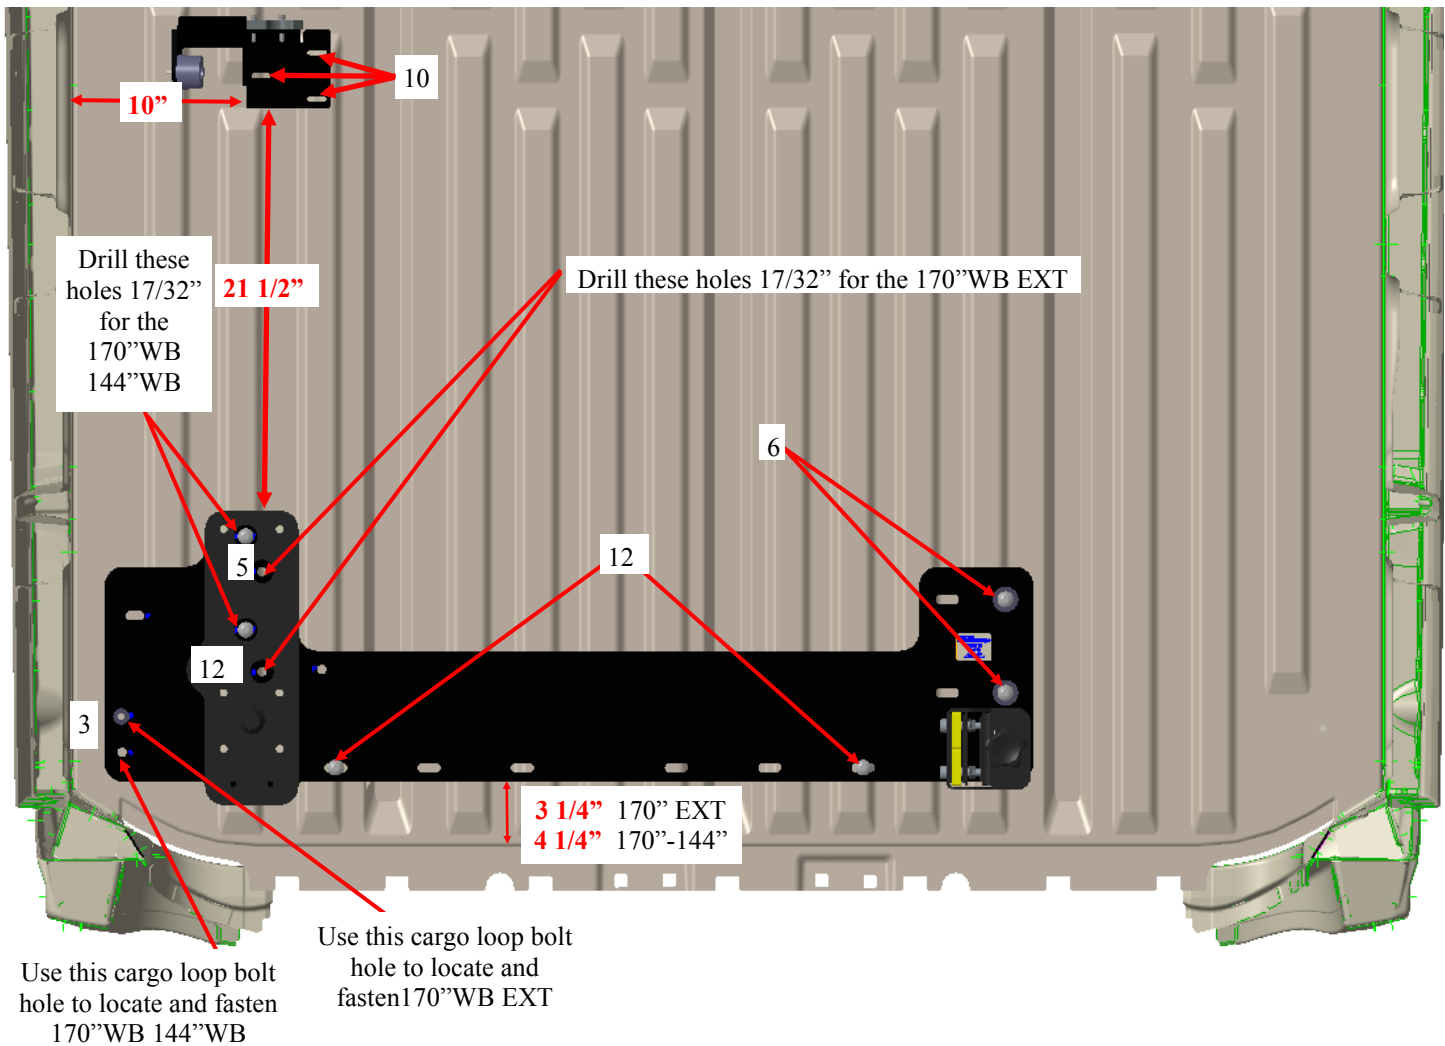 10
10”
Drill these
holes 17/32”
for the
170”WB
144”WB
21 1/2”
Drill these holes 17/32” for the 170”WB EXT
6
5
12
12
3
3 1/4” 170” EXT
4 1/4” 170”-144”
Use this cargo loop bolt
hole to locate and
fasten170”WB EXT
Use this cargo loop bolt
hole to locate and fasten
170”WB 144”WB